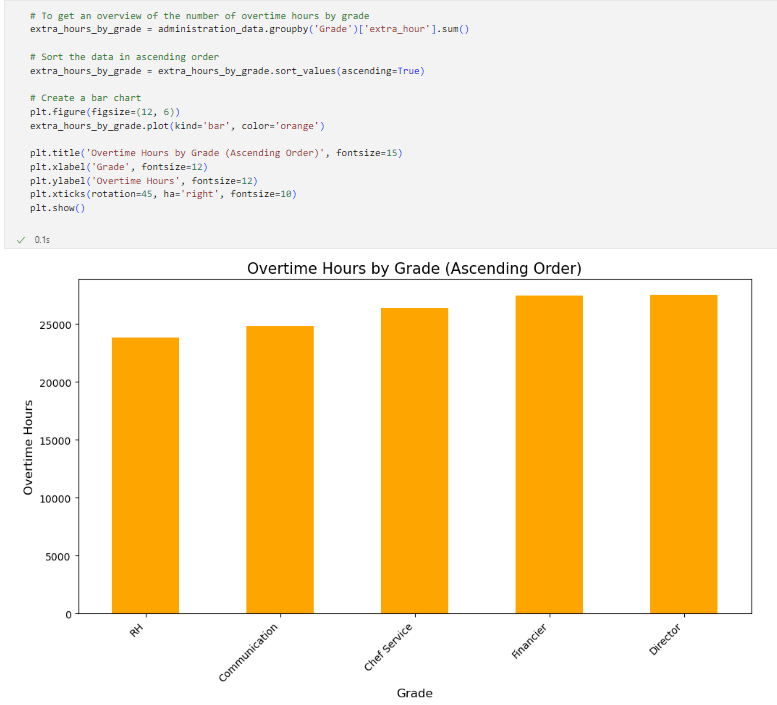 # To get an overview of the number of overtime hours by grade
extra_hours_by_grade = administration_data.groupby('Grade')['extra_hour'].sum()
# Sort the data in ascending order
extra_hours_by_grade = extra_hours_by_grade.sort_values(ascending=True)
# Create a bar chart
plt.figure(figsize=(12, 6))
extra_hours_by_grade.plot(kind='bar', color='orange')
plt.title('Overtime Hours by Grade (Ascending Order)', fontsize=15)
plt.xlabel('Grade', fontsize=12)
plt.ylabel('Overtime Hours', fontsize=12)
plt.xticks(rotation=45, ha='right', fontsize=10)
plt.show()
✓ 0.1s
Overtime Hours by Grade (Ascending Order)
Overtime Hours
25000
20000
15000
10000
5000
0
RH
Communication
Chef Service
Financier
Director
Grade